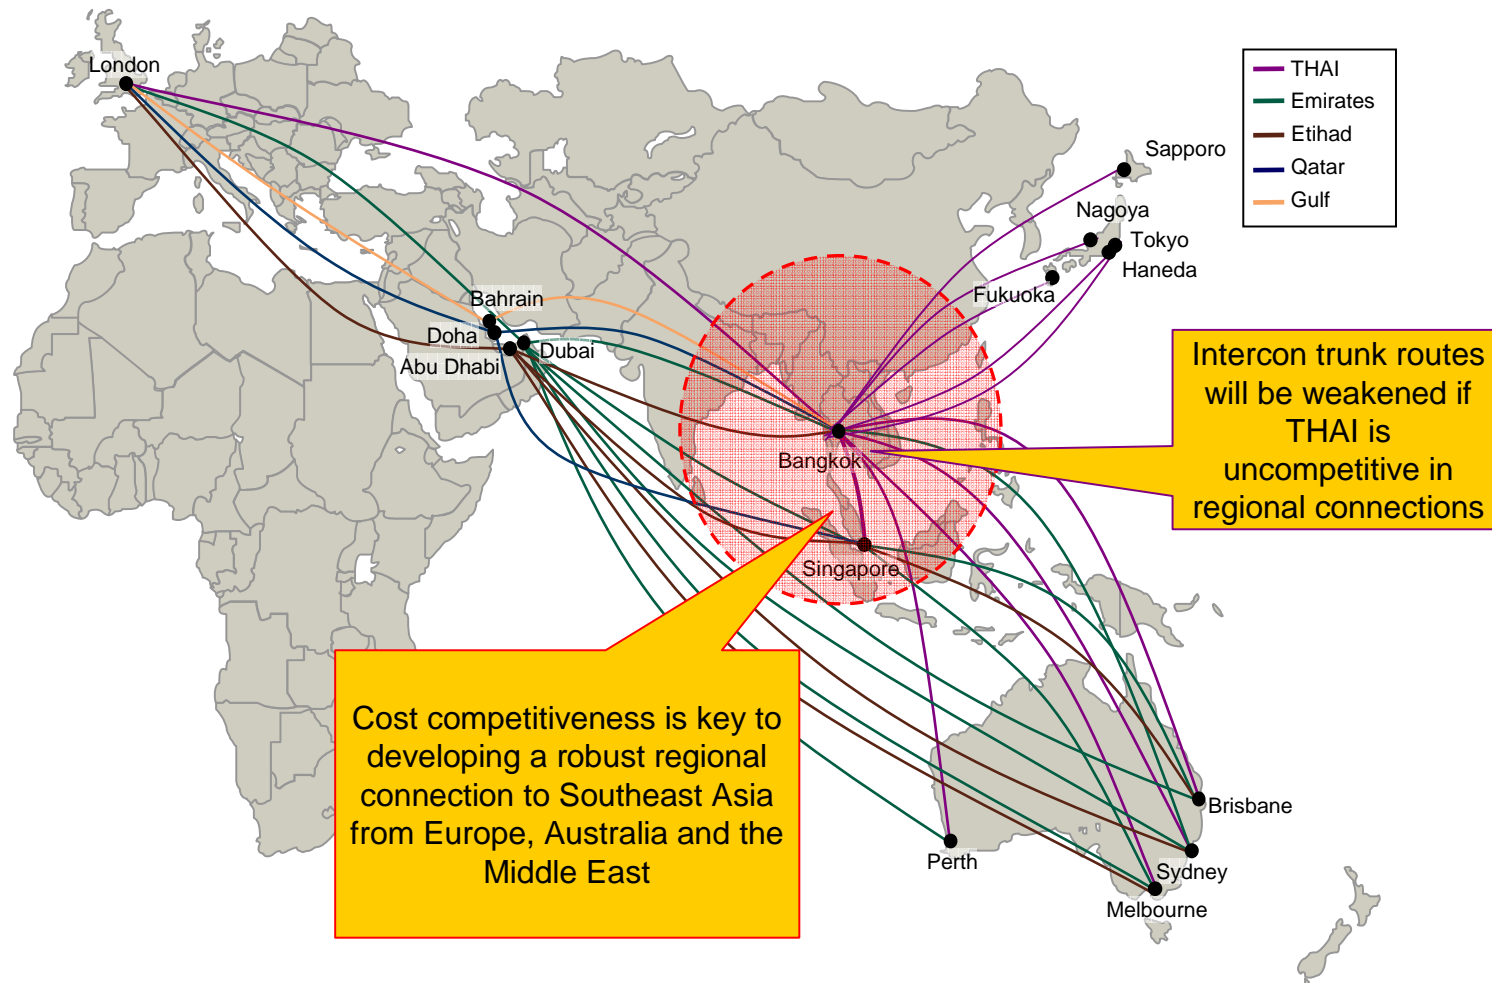 London
THAI
Emirates
Etihad
Qatar
Gulf
Sapporo
Nagoya
Tokyo
Haneda
Fukuoka
Bahrain
Doha
Dubai
Abu Dhabi
Intercon trunk routes
will be weakened if
THAI is
uncompetitive in
regional connections
Bangkok
Singapore
Cost competitiveness is key to
developing a robust regional
connection to Southeast Asia
from Europe, Australia and the
Middle East
Brisbane
Perth
Sydney
Melbourne